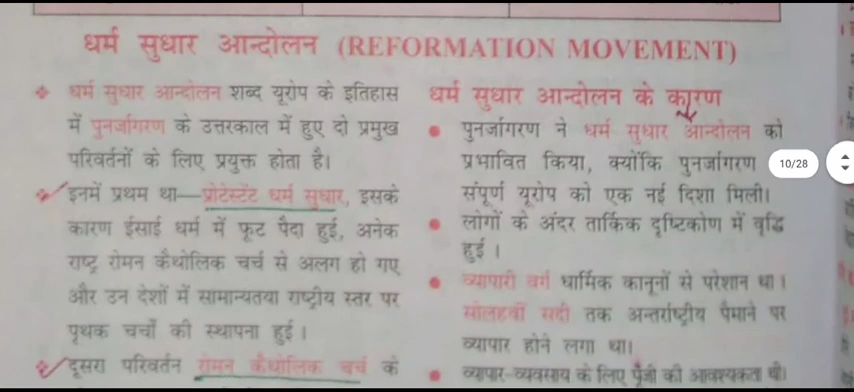 धर्म सुधार आन्दोलन (REFORMATION MOVEMENT)
धर्म सुधार आन्दोलन शब्द यूरोप के इतिहास
में पुनर्जागरण के उत्तरकाल में हुए दो प्रमुख
परिवर्तनों के लिए प्रयुक्त होता है।
इनमें प्रथम था—प्रोटेस्टेंट धर्म सुधार, इसके
कारण ईसाई धर्म में फूट पैदा हुई, अनेक
राष्ट्र रोमन कैथोलिक चर्च से अलग हो गए
और उन देशों में सामान्यतया राष्ट्रीय स्तर पर
पृथक चर्चों की स्थापना हुई।
दूसरा परिवर्तन रोमन कैथोलिक चर्च के
धर्म सुधार आन्दोलन के कारण
• पुनर्जागरण ने धर्म सुधार आन्दोलन को
प्रभावित किया, क्योंकि पुनर्जागरण
संपूर्ण यूरोप को एक नई दिशा मिली।
• लोगों के अंदर तार्किक दृष्टिकोण में वृद्धि
हुई ।
• व्यापारी वर्ग धार्मिक कानूनों से परेशान था।
सोलहवीं सदी तक अन्तर्राष्ट्रीय पैमाने पर
व्यापार होने लगा था।
• व्यापार-व्यवसाय के लिए पूँजी की आवश्यकता थी।
10/28